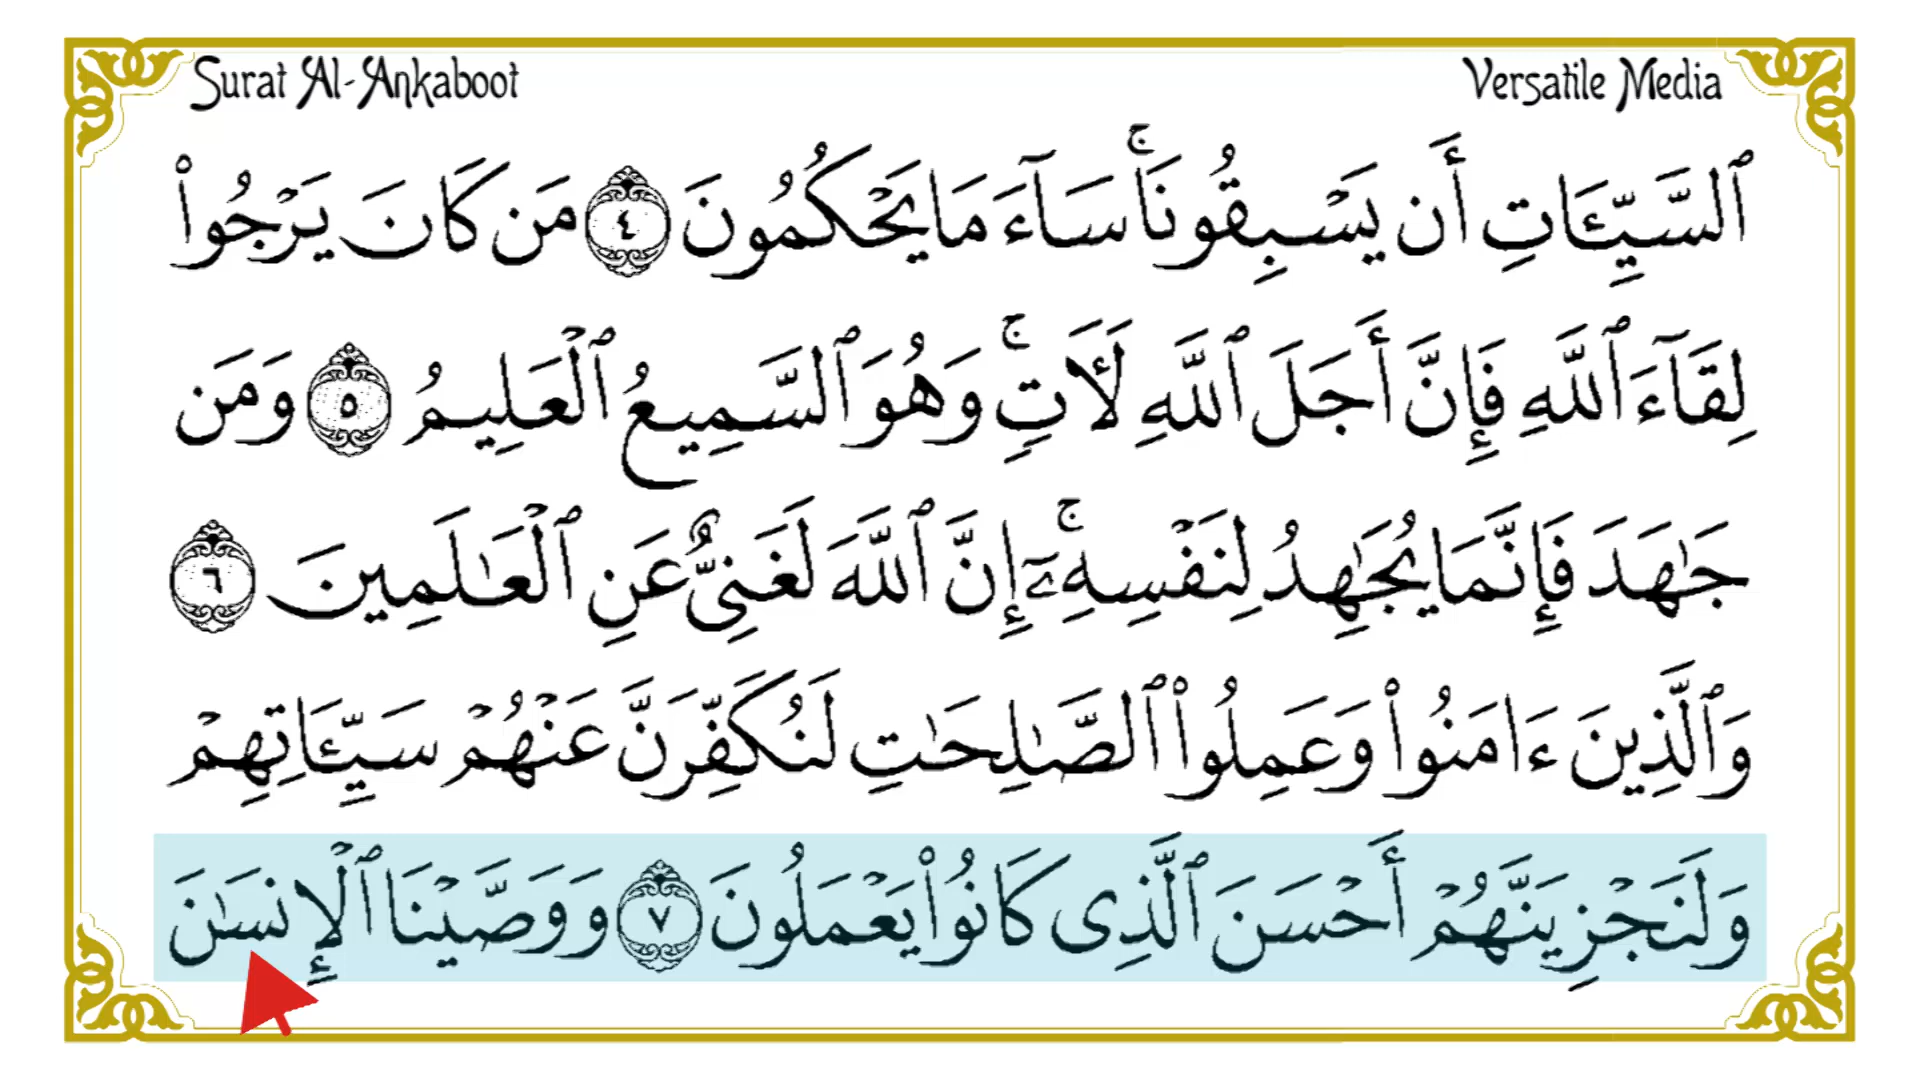 Surat Al-Ankaboot
Versatile Media
ٱلسَّيِّـَٔاتِ أَن يَسْبِقُونَا ۚ سَآءَ مَا يَحْكُمُونَ ٤ مَن كَانَ يَرْجُوا۟
لِقَآءَ ٱللَّهِ فَإِنَّ أَجَلَ ٱللَّهِ لَـَٔاتٍ ۚ وَهُوَ ٱلسَّمِيعُ ٱلْعَلِيمُ ٥ وَمَن
جَـٰهَدَ فَإِنَّمَا يُجَـٰهِدُ لِنَفْسِهِۦٓ ۚ إِنَّ ٱللَّهَ لَغَنِىٌّ عَنِ ٱلْعَـٰلَمِينَ ٦
وَٱلَّذِينَ ءَامَنُوا۟ وَعَمِلُوا۟ ٱلصَّـٰلِحَـٰتِ لَنُكَفِّرَنَّ عَنْهُمْ سَيِّـَٔاتِهِمْ
وَلَنَجْزِيَنَّهُمْ أَحْسَنَ ٱلَّذِى كَانُوا۟ يَعْمَلُونَ ٧ وَوَصَّيْنَا ٱلْإِنسَـٰنَ